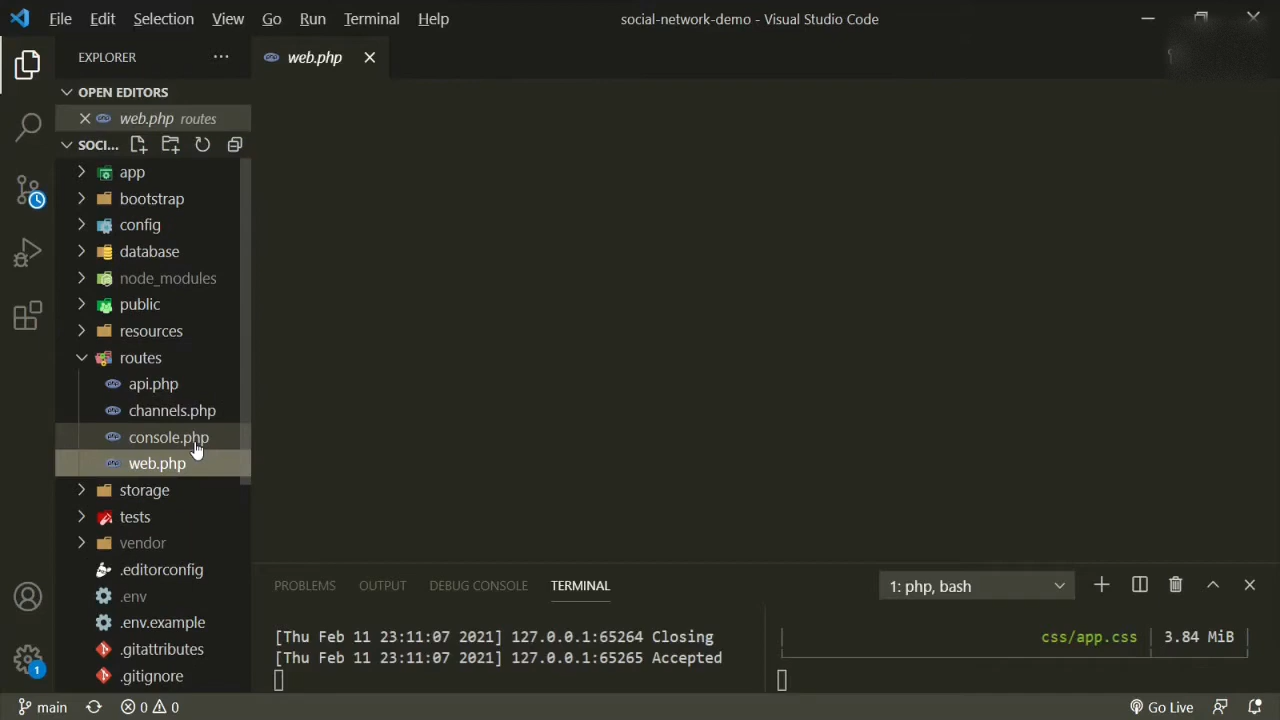 File Edit Selection View Go Run Terminal Help social-network-demo - Visual Studio Code
EXPLORER
web.php
OPEN EDITORS
web.php routes
SOCI...
app
bootstrap
config
database
node_modules
public
resources
routes
api.php
channels.php
console.php
web.php
storage
tests
vendor
.editorconfig
.env
.env.example
.gitattributes
.gitignore
PROBLEMS OUTPUT DEBUG CONSOLE TERMINAL 1: php, bash
[Thu Feb 11 23:11:07 2021] 127.0.0.1:65264 Closing
[Thu Feb 11 23:11:07 2021] 127.0.0.1:65265 Accepted
css/app.css | 3.84 MiB |
1
main 0 0 Go Live